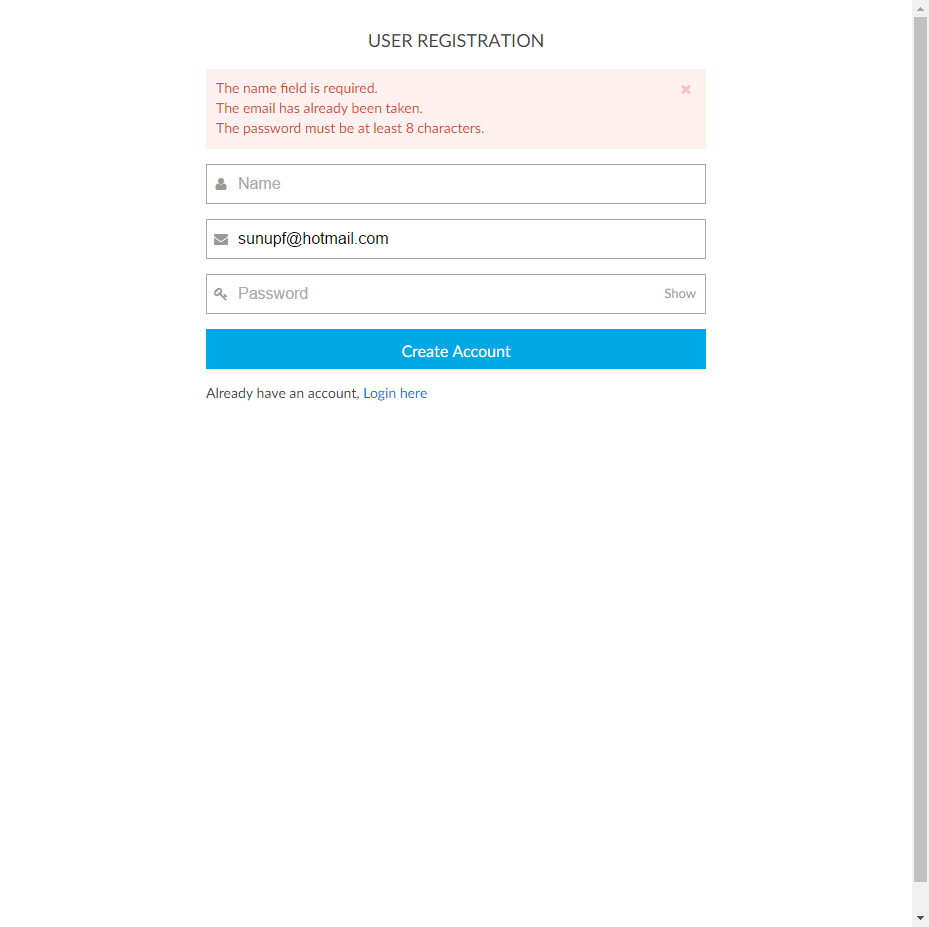 USER REGISTRATION
The name field is required.
The email has already been taken.
The password must be at least 8 characters.
Name
sunupf@hotmail.com
Password Show
Create Account
Already have an account, Login here